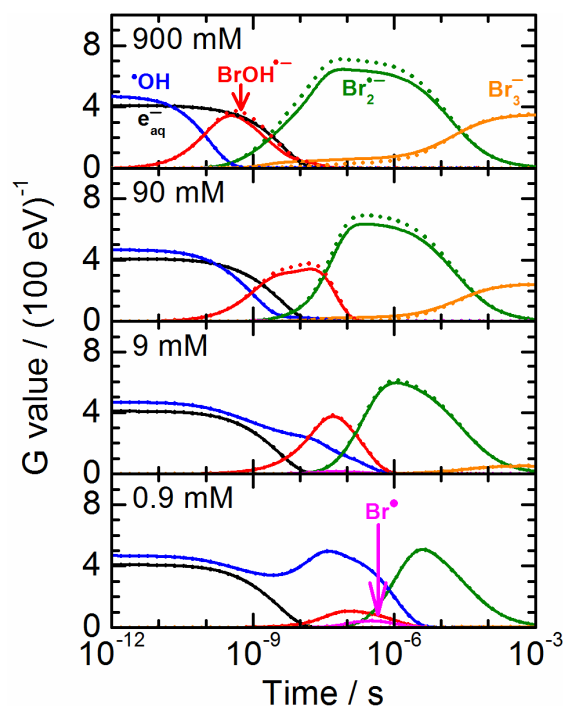 G value / (100 eV)⁻¹
900 mM
•OH
e⁻aq
BrOH•⁻
Br₂•⁻
Br₃⁻
8
4
0
90 mM
8
4
0
9 mM
8
4
0
0.9 mM
Br•
8
4
0
10⁻¹² 10⁻⁹ 10⁻⁶ 10⁻³
Time / s